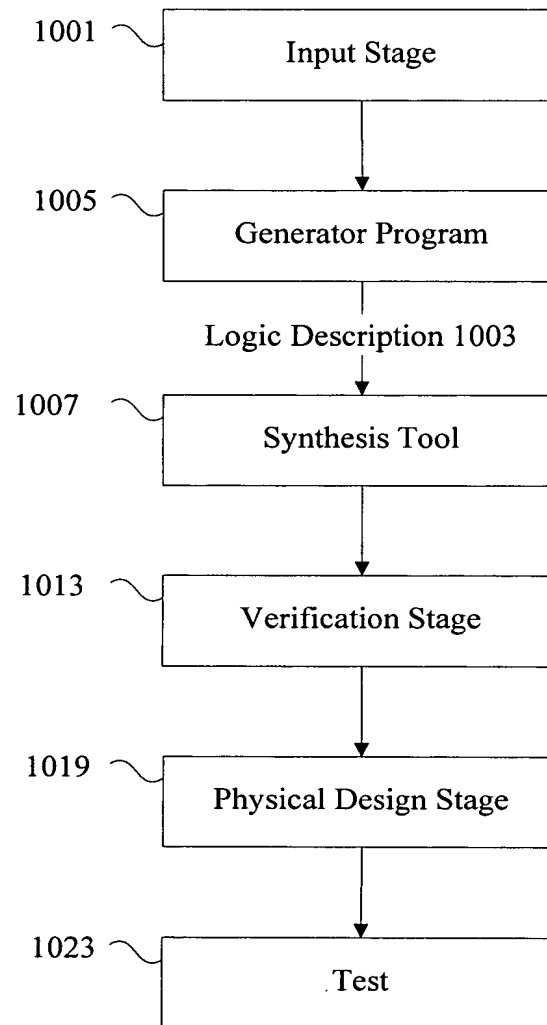 1001
Input Stage
1005
Generator Program
Logic Description 1003
1007
Synthesis Tool
1013
Verification Stage
1019
Physical Design Stage
1023
Test